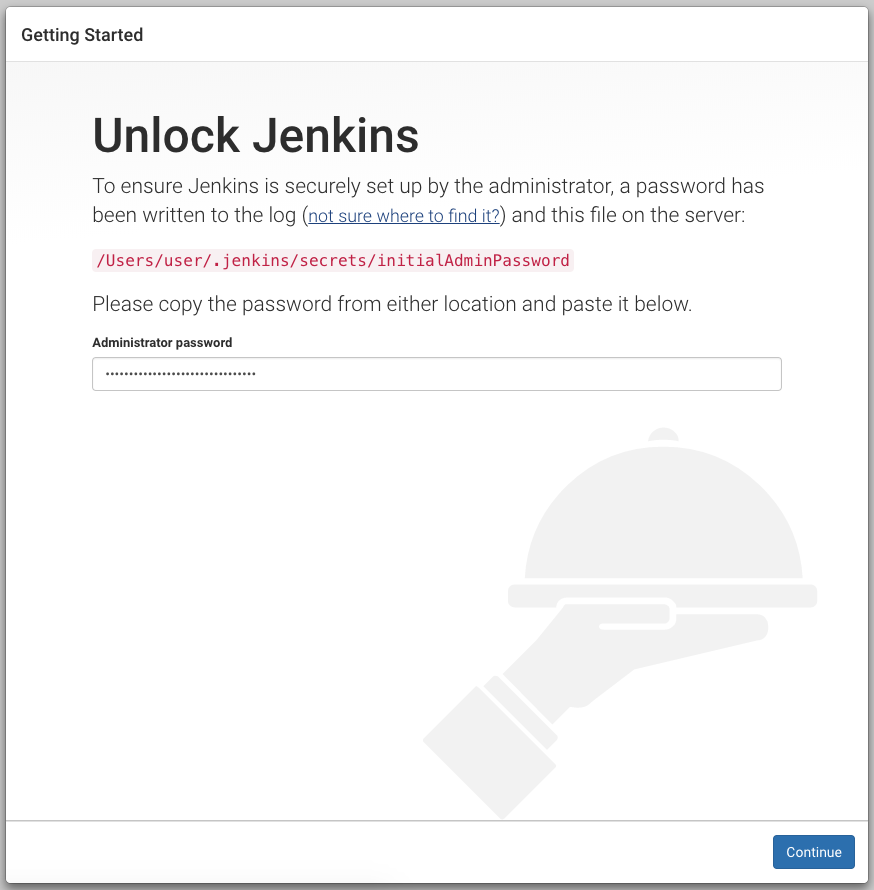 Getting Started
Unlock Jenkins
To ensure Jenkins is securely set up by the administrator, a password has
been written to the log (not sure where to find it?) and this file on the server:
/Users/user/.jenkins/secrets/initialAdminPassword
Please copy the password from either location and paste it below.
Administrator password
••••••••••••••••••••••••••••••••
Continue